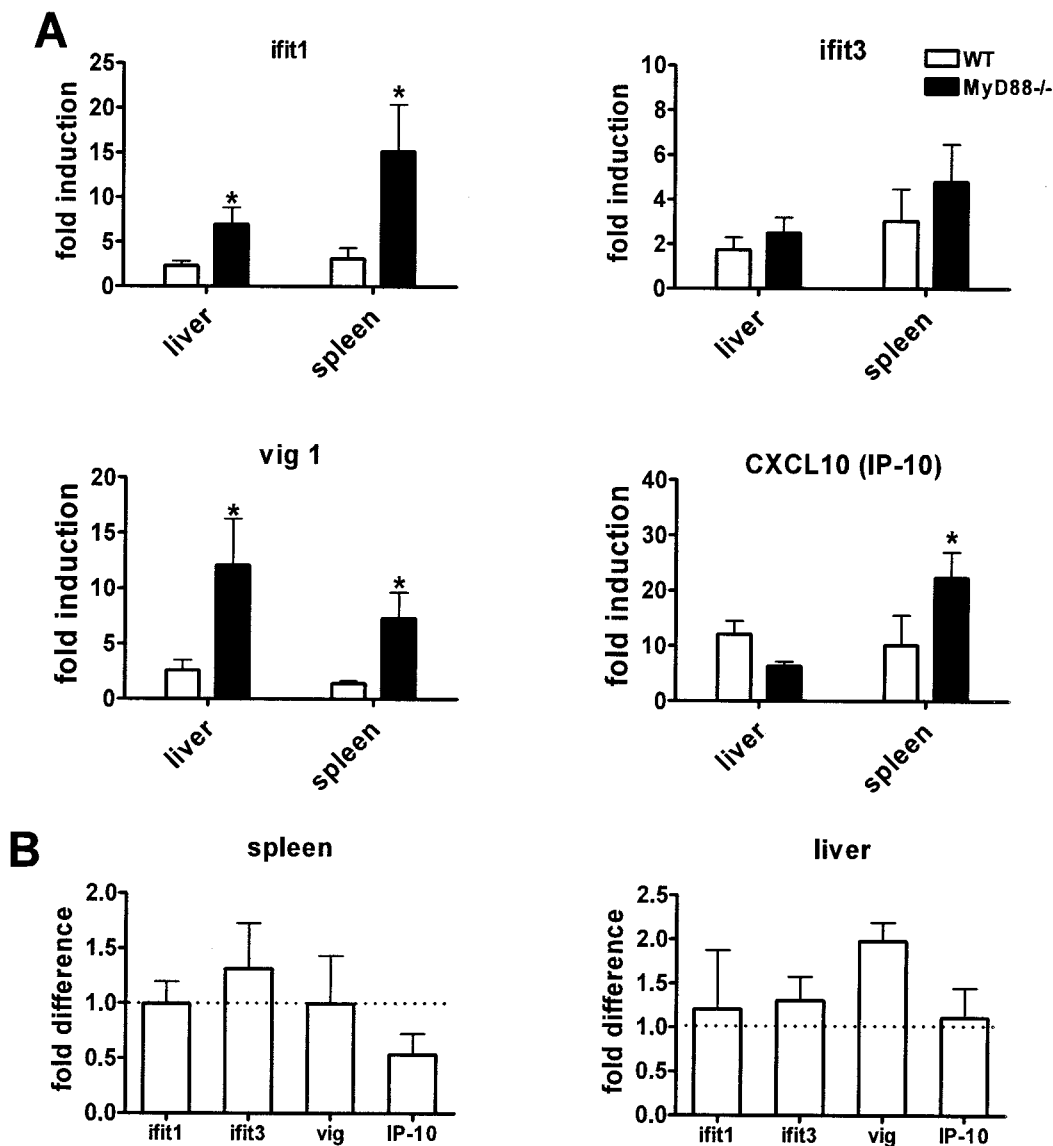 A
ifit1
fold induction
25
20
15
10
5
0
*
*
liver
spleen
ifit3
WT
MyD88-/-
fold induction
10
8
6
4
2
0
liver
spleen
vig 1
fold induction
20
15
10
5
0
*
*
liver
spleen
CXCL10 (IP-10)
fold induction
40
30
20
10
0
*
liver
spleen
B
spleen
fold difference
2.0
1.5
1.0
0.5
0.0
ifit1 ifit3 vig IP-10
liver
fold difference
2.5
2.0
1.5
1.0
0.5
0.0
ifit1 ifit3 vig IP-10